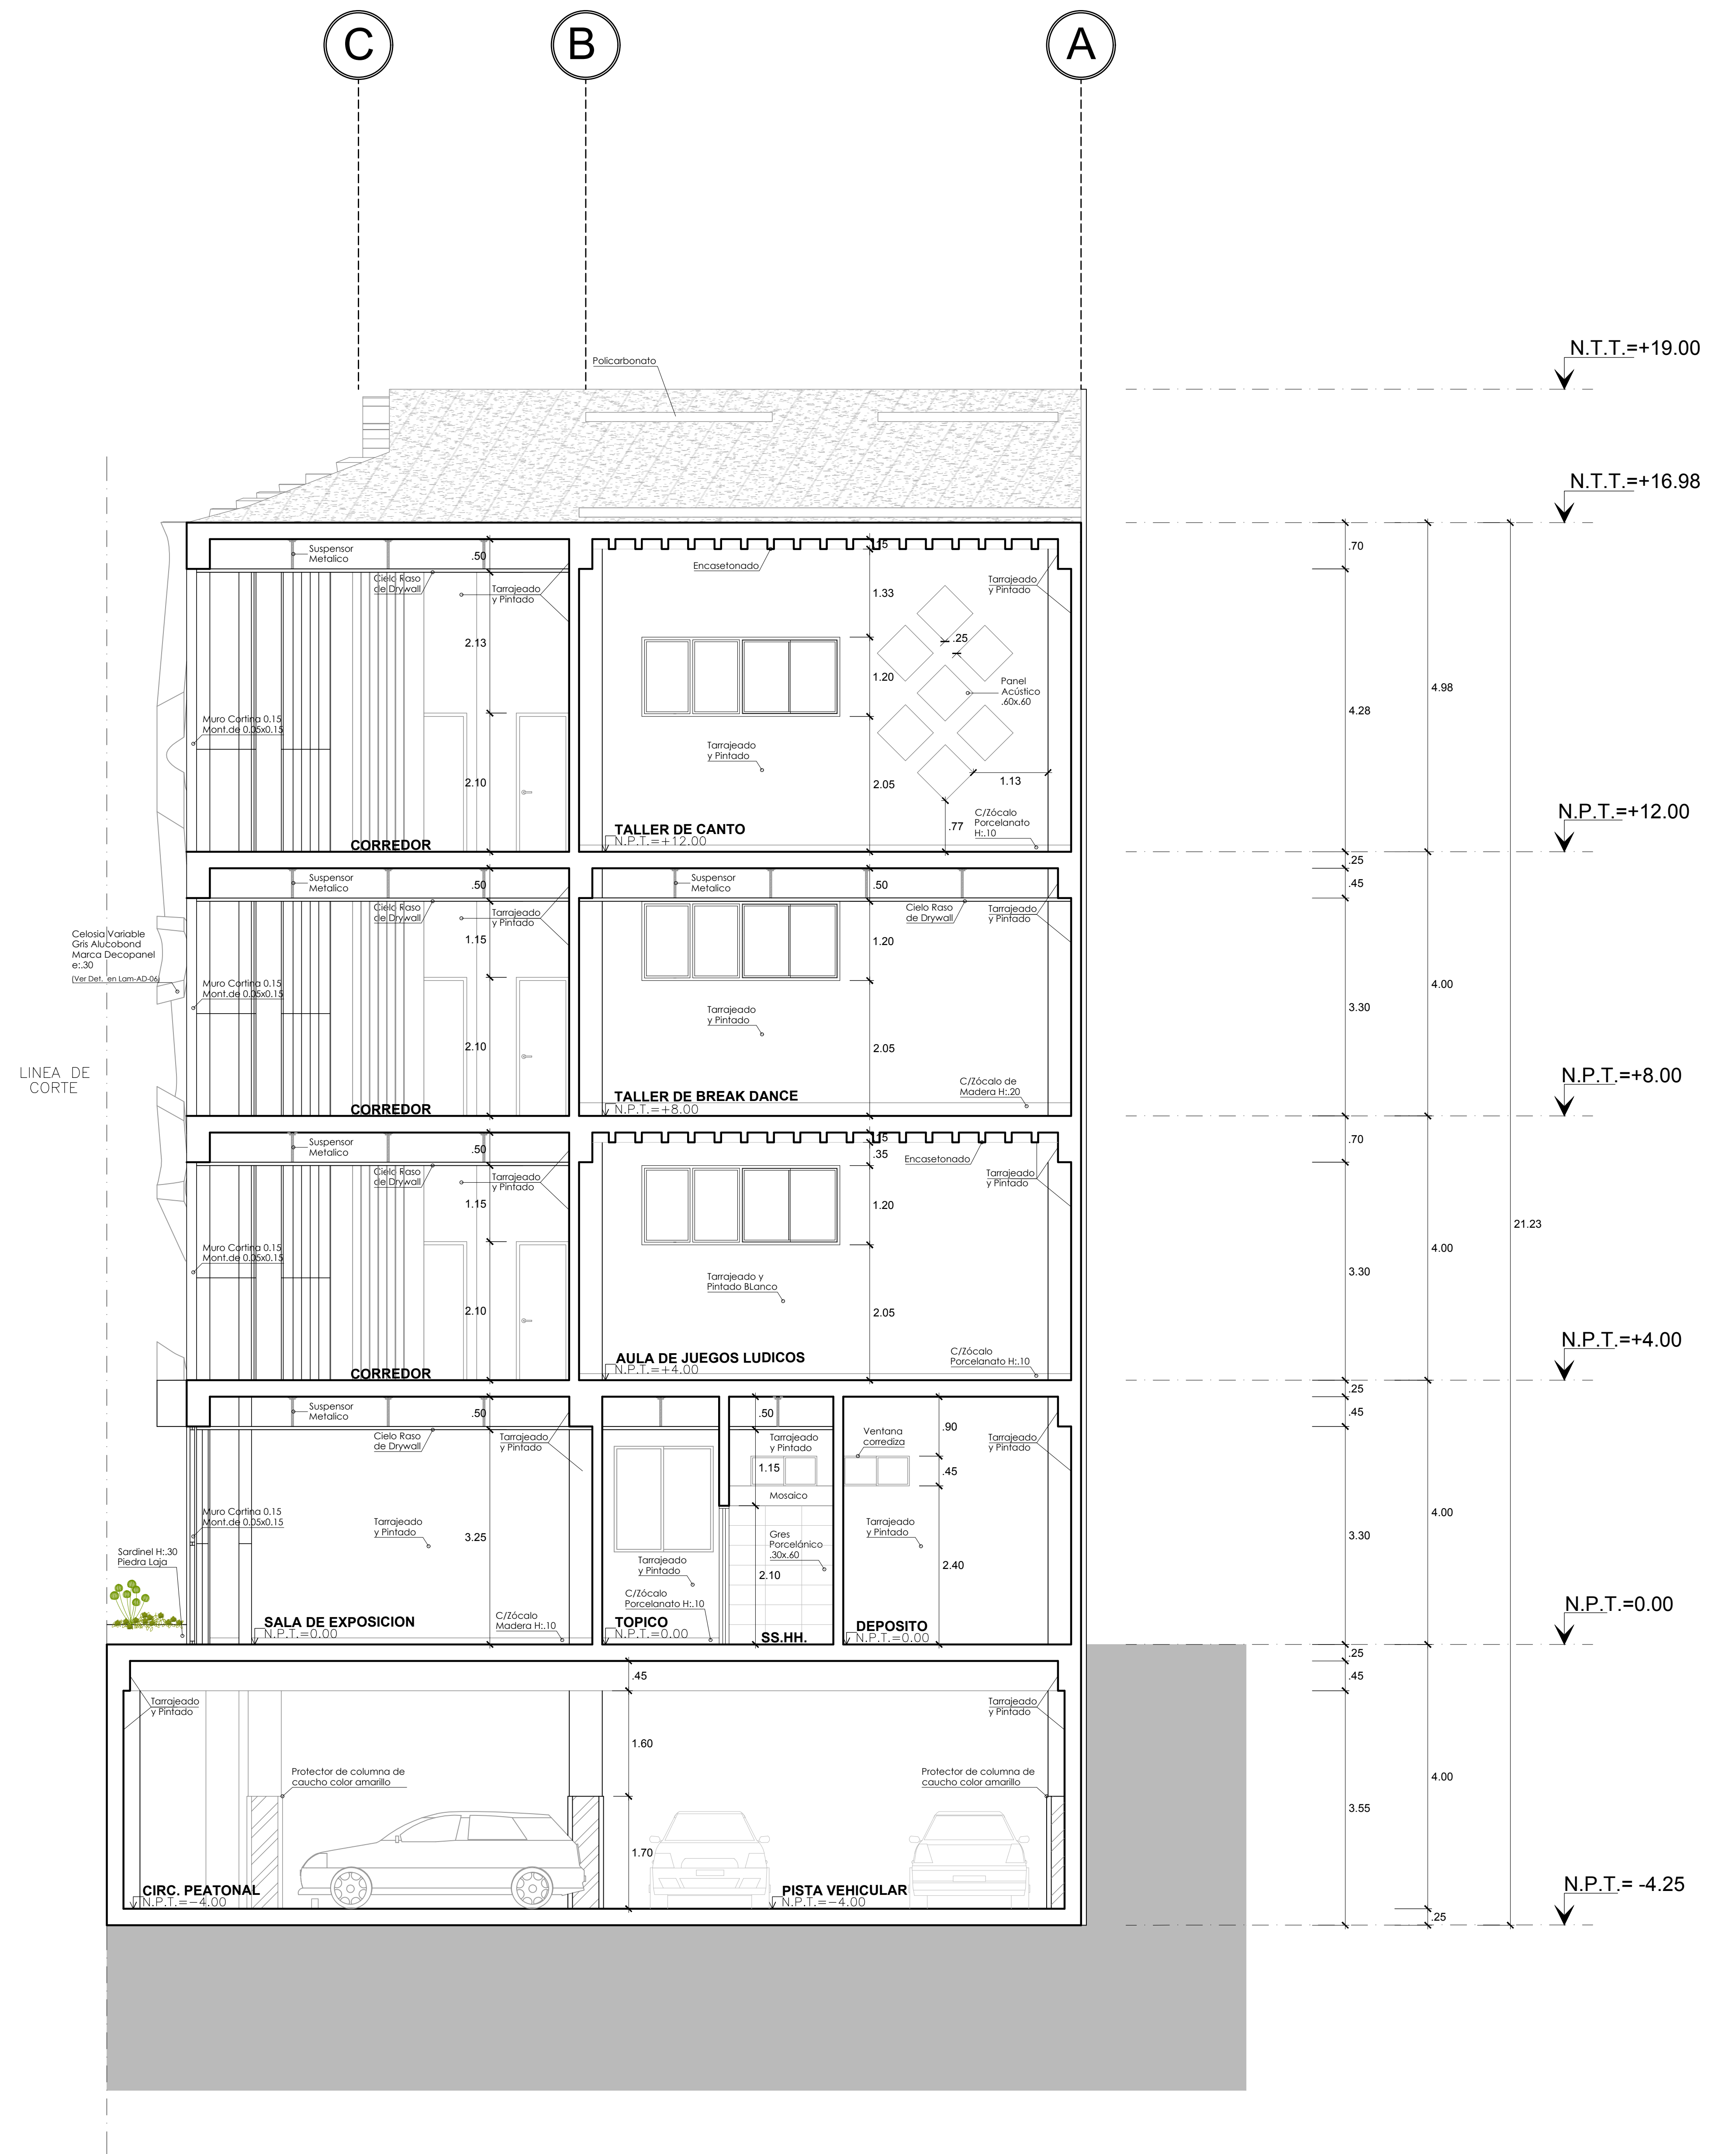 C
B
A
Policarbonato
N.T.T.=+19.00
N.T.T.=+16.98
Suspensor
Metalico
.50
Cielo Raso
de Drywall
Tarrajeado
y Pintado
2.13
Muro Cortina 0.15
Mont.de 0.05x0.15
2.10
CORREDOR
.15
Encasetonado
1.33
Tarrajeado
y Pintado
.25
1.20
Panel
Acústico
.60x.60
Tarrajeado
y Pintado
2.05
1.13
.77
C/Zócalo
Porcelanato
H:.10
TALLER DE CANTO
N.P.T.=+12.00
.70
4.28
4.98
N.P.T.=+12.00
Suspensor
Metalico
.50
Cielo Raso
de Drywall
Tarrajeado
y Pintado
1.15
Celosia Variable
Gris Alucobond
Marca Decopanel
e:.30
(Ver Det. en Lam-AD-06)
Muro Cortina 0.15
Mont.de 0.05x0.15
2.10
CORREDOR
Suspensor
Metalico
.50
Cielo Raso
de Drywall
Tarrajeado
y Pintado
1.20
Tarrajeado
y Pintado
2.05
C/Zócalo de
Madera H:.20
TALLER DE BREAK DANCE
N.P.T.=+8.00
.25
.45
3.30
4.00
LINEA DE
CORTE
N.P.T.=+8.00
Suspensor
Metalico
.50
Cielo Raso
de Drywall
Tarrajeado
y Pintado
1.15
Muro Cortina 0.15
Mont.de 0.05x0.15
2.10
CORREDOR
.15
.35
Encasetonado
Tarrajeado
y Pintado
1.20
Tarrajeado y
Pintado BLanco
2.05
C/Zócalo
Porcelanato H:.10
AULA DE JUEGOS LUDICOS
N.P.T.=+4.00
.70
3.30
4.00
21.23
N.P.T.=+4.00
Suspensor
Metalico
.50
Cielo Raso
de Drywall
Tarrajeado
y Pintado
Muro Cortina 0.15
Mont.de 0.05x0.15
Tarrajeado
y Pintado
3.25
Sardinel H:.30
Piedra Laja
SALA DE EXPOSICION
N.P.T.=0.00
C/Zócalo
Madera H:.10
Tarrajeado
y Pintado
C/Zócalo
Porcelanato H:.10
TOPICO
N.P.T.=0.00
.50
Tarrajeado
y Pintado
1.15
Mosaico
Gres
Porcelánico
.30x.60
2.10
SS.HH.
Ventana
corrediza
.90
.45
Tarrajeado
y Pintado
2.40
Tarrajeado
y Pintado
DEPOSITO
N.P.T.=0.00
.25
.45
3.30
4.00
N.P.T.=0.00
Tarrajeado
y Pintado
.45
1.60
Tarrajeado
y Pintado
Protector de columna de
caucho color amarillo
Protector de columna de
caucho color amarillo
1.70
CIRC. PEATONAL
N.P.T.=-4.00
PISTA VEHICULAR
N.P.T.=-4.00
.25
.45
3.55
4.00
.25
N.P.T.= -4.25